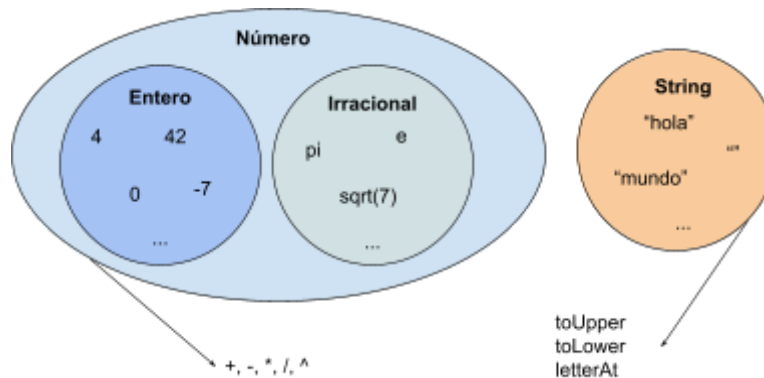 Número
Entero
4 42
0 -7
...
Irracional
pi e
sqrt(7)
...
String
“hola”
“”
“mundo”
...
+, -, *, /, ^
toUpper
toLower
letterAt